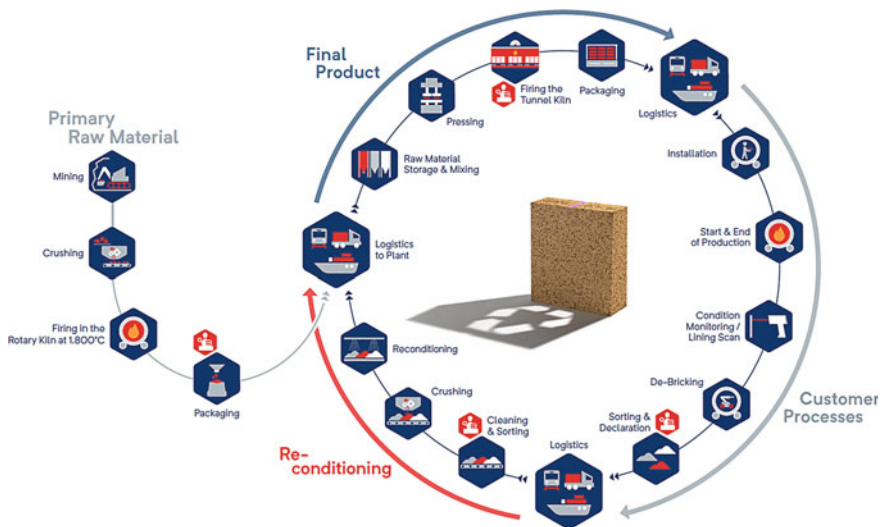 Primary
Raw Material
Mining
Crushing
Firing in the
Rotary Kiln at 1.800°C
Packaging
Logistics
to Plant
Final
Product
Raw Material
Storage & Mixing
Pressing
Firing the
Tunnel Kiln
Packaging
Logistics
Installation
Start & End
of Production
Condition
Monitoring /
Lining Scan
De-Bricking
Customer
Processes
Sorting &
Declaration
Logistics
Cleaning
& Sorting
Crushing
Reconditioning
Re-
conditioning